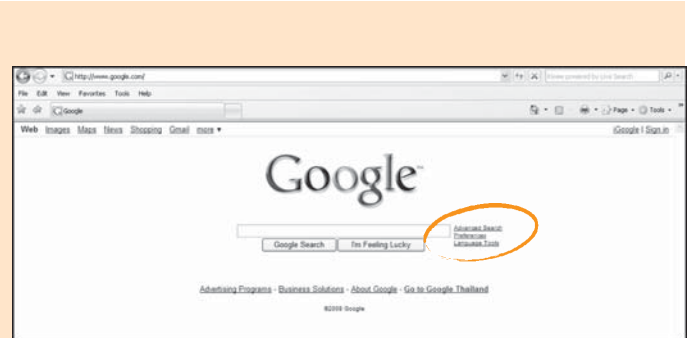 http://www.google.com/
File Edit View Favorites Tools Help
Google
Page Tools
Web Images Maps News Shopping Gmail more ▼ iGoogle | Sign in
Google™
Advanced Search
Preferences
Language Tools
Google Search I'm Feeling Lucky
Advertising Programs - Business Solutions - About Google - Go to Google Thailand
Google